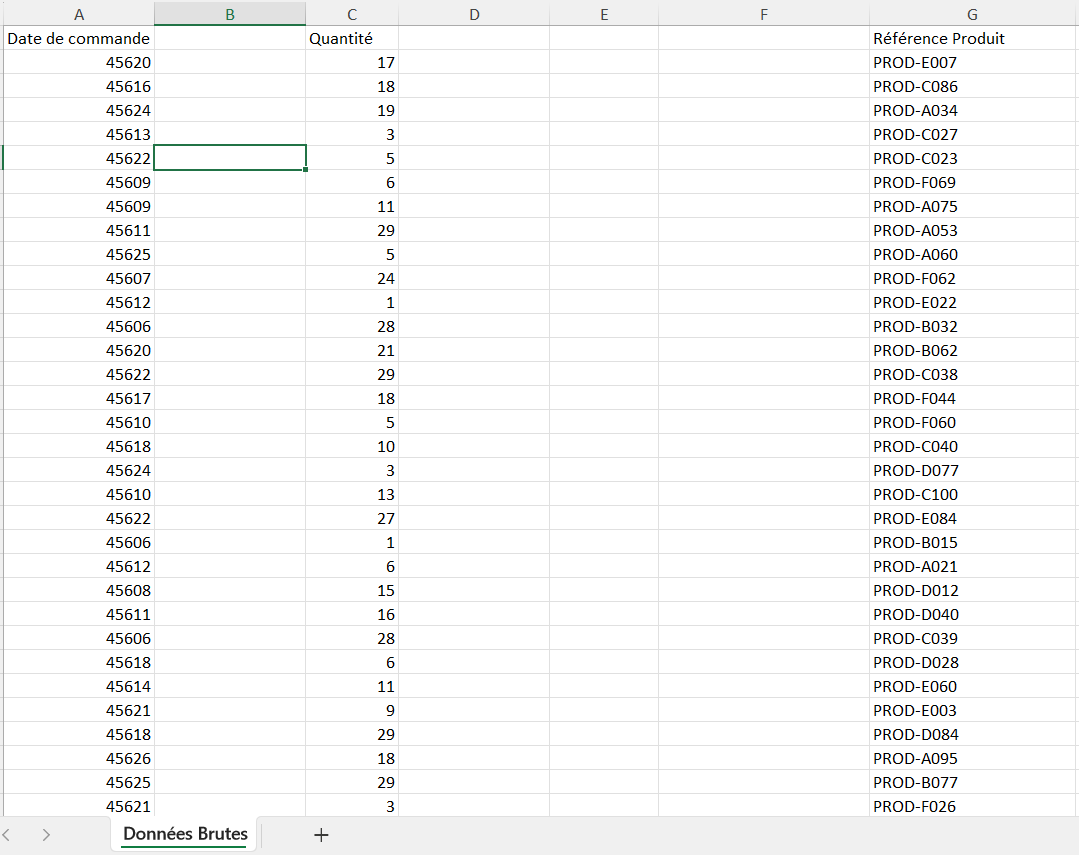 A B C D E F G
Date de commande Quantité Référence Produit
45620 17 PROD-E007
45616 18 PROD-C086
45624 19 PROD-A034
45613 3 PROD-C027
45622 5 PROD-C023
45609 6 PROD-F069
45609 11 PROD-A075
45611 29 PROD-A053
45625 5 PROD-A060
45607 24 PROD-F062
45612 1 PROD-E022
45606 28 PROD-B032
45620 21 PROD-B062
45622 29 PROD-C038
45617 18 PROD-F044
45610 5 PROD-F060
45618 10 PROD-C040
45624 3 PROD-D077
45610 13 PROD-C100
45622 27 PROD-E084
45606 1 PROD-B015
45612 6 PROD-A021
45608 15 PROD-D012
45611 16 PROD-D040
45606 28 PROD-C039
45618 6 PROD-D028
45614 11 PROD-E060
45621 9 PROD-E003
45618 29 PROD-D084
45626 18 PROD-A095
45625 29 PROD-B077
45621 3 PROD-F026
Données Brutes